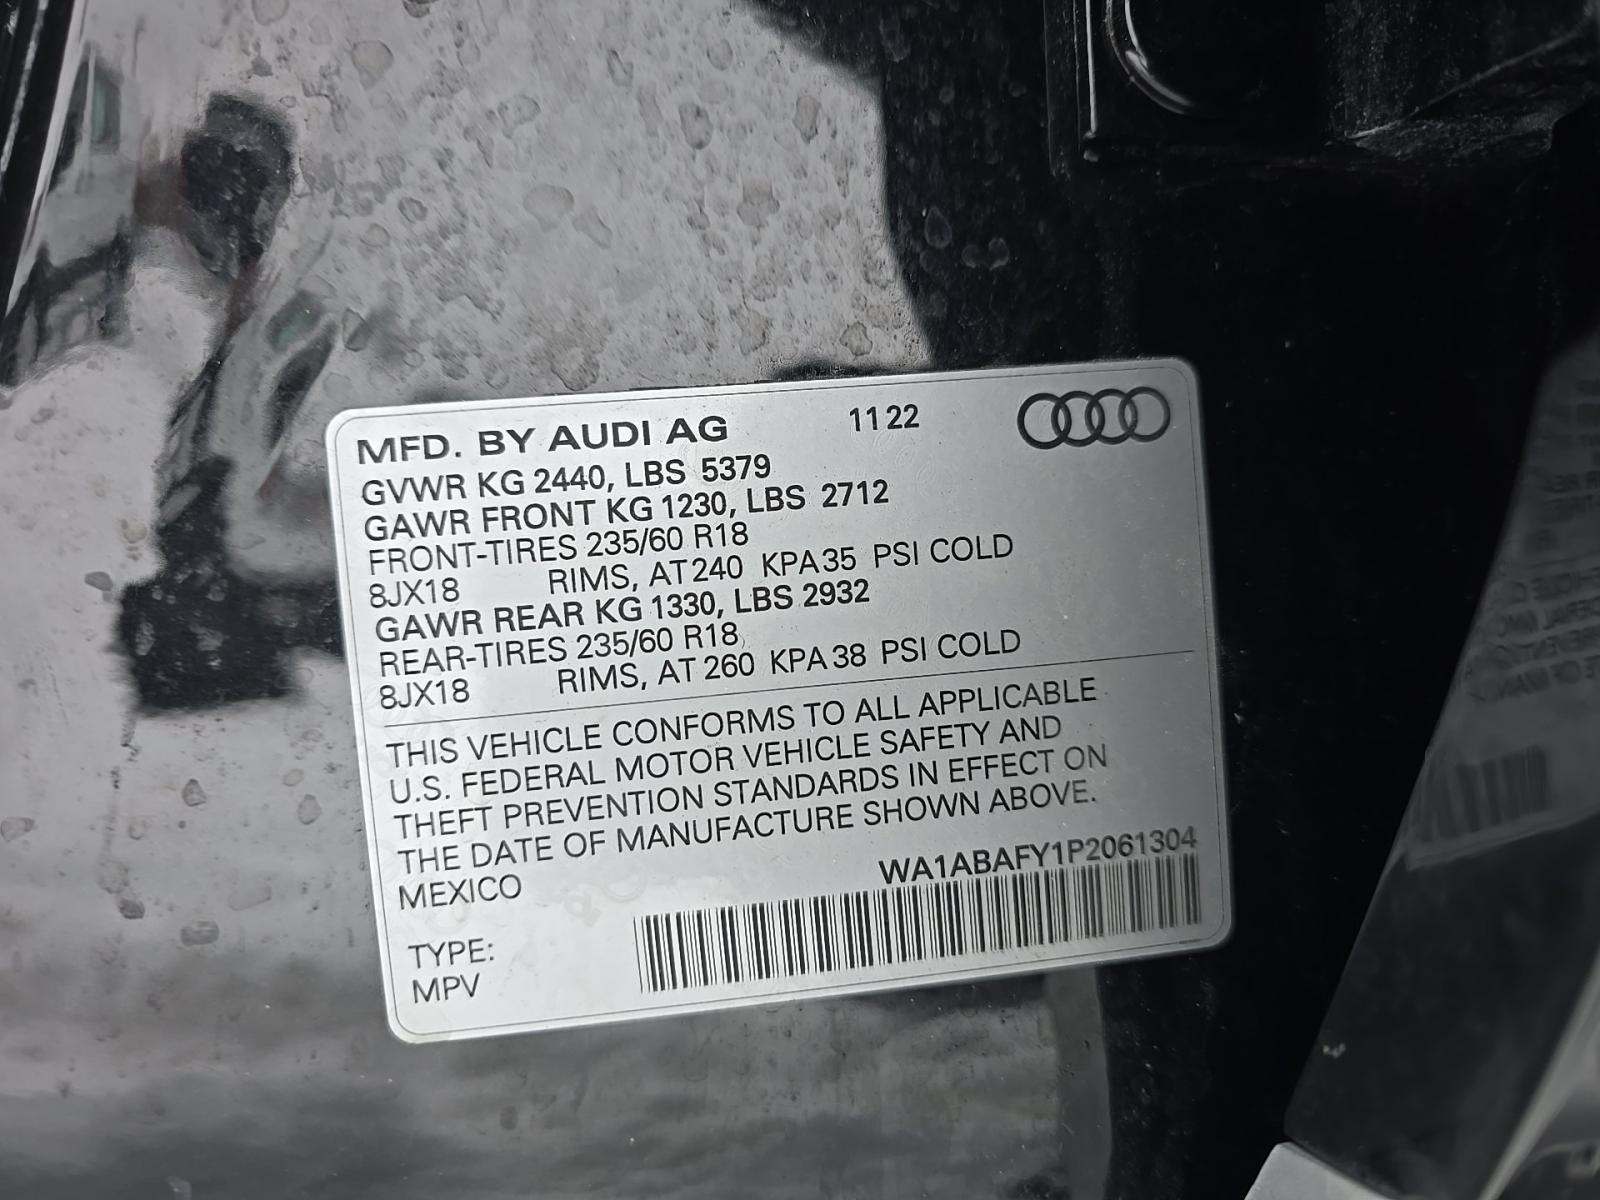 MFD. BY AUDI AG 11 22
GVWR KG 2440, LBS 5379
GAWR FRONT KG 1230, LBS 2712
FRONT-TIRES 235/60 R18
8JX18 RIMS, AT 240 KPA 35 PSI COLD
GAWR REAR KG 1330, LBS 2932
REAR-TIRES 235/60 R18
8JX18 RIMS, AT 260 KPA 38 PSI COLD
THIS VEHICLE CONFORMS TO ALL APPLICABLE
U.S. FEDERAL MOTOR VEHICLE SAFETY AND
THEFT PREVENTION STANDARDS IN EFFECT ON
THE DATE OF MANUFACTURE SHOWN ABOVE.
MEXICO WA1ABAFY1P2061304
TYPE:
MPV